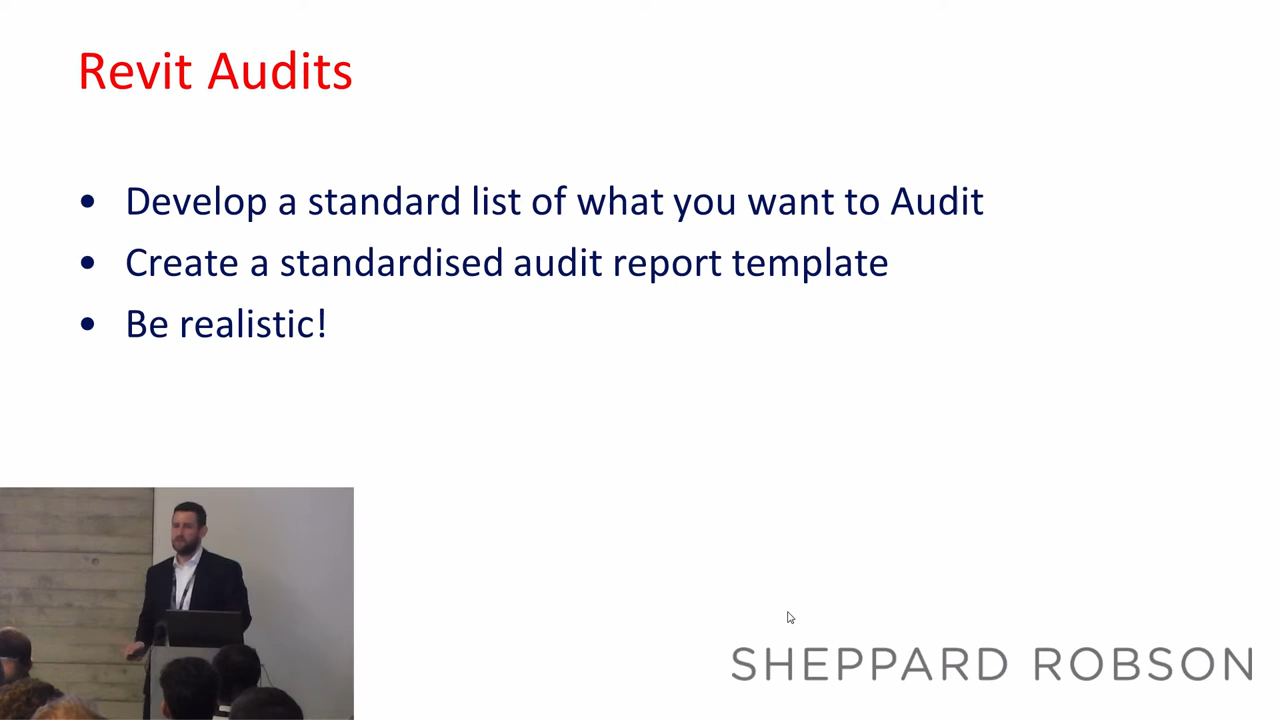 Revit Audits
• Develop a standard list of what you want to Audit
• Create a standardised audit report template
• Be realistic!
SHEPPARD ROBSON